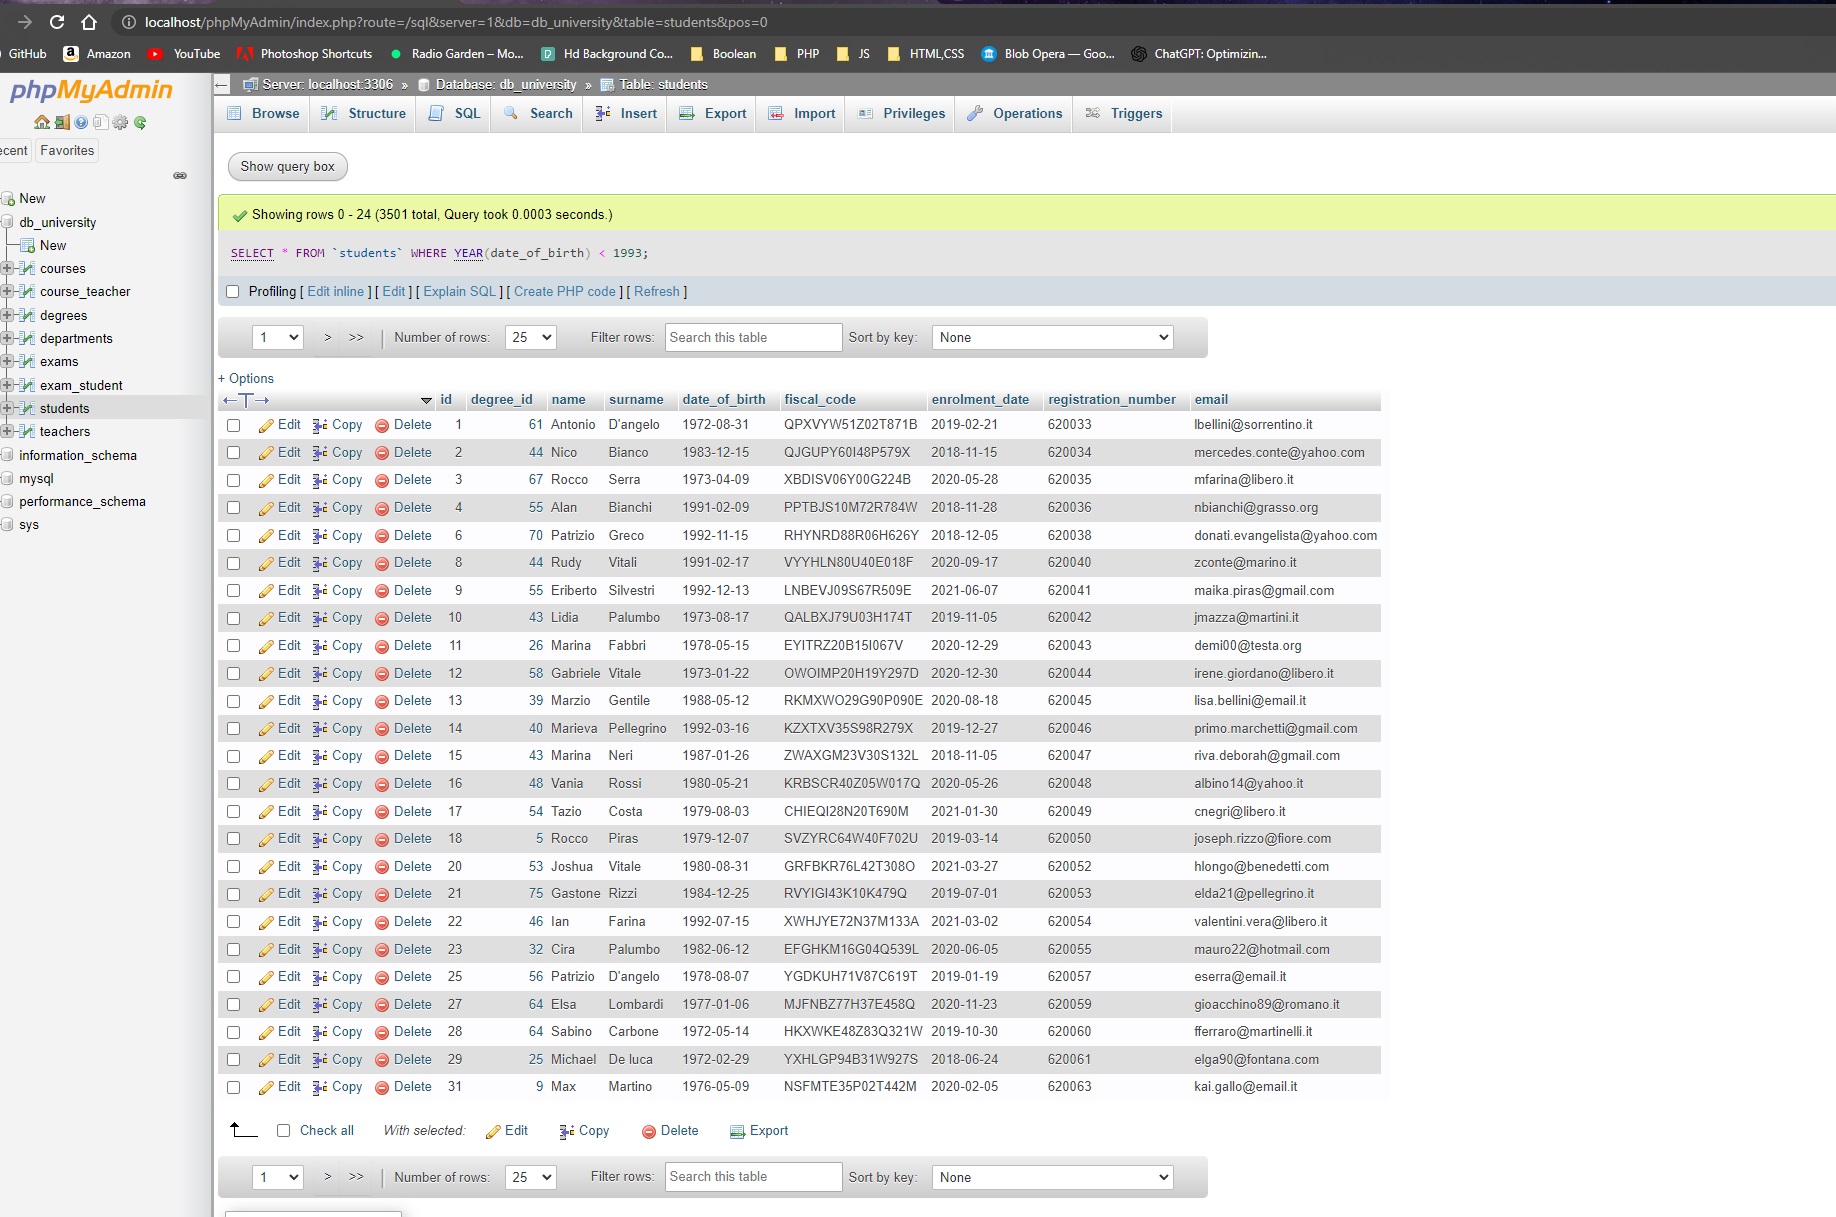 localhost/phpMyAdmin/index.php?route=/sql&server=1&db=db_university&table=students&pos=0
GitHub Amazon YouTube Photoshop Shortcuts Radio Garden – Mo... Hd Background Co... Boolean PHP JS HTML,CSS Blob Opera — Goo... ChatGPT: Optimizin...
phpMyAdmin
ecent Favorites
New
db_university
New
courses
course_teacher
degrees
departments
exams
exam_student
students
teachers
information_schema
mysql
performance_schema
sys
Server: localhost:3306 » Database: db_university » Table: students
Browse Structure SQL Search Insert Export Import Privileges Operations Triggers
Show query box
Showing rows 0 - 24 (3501 total, Query took 0.0003 seconds.)
SELECT * FROM `students` WHERE YEAR(date_of_birth) < 1993;
Profiling [ Edit inline ] [ Edit ] [ Explain SQL ] [ Create PHP code ] [ Refresh ]
1 > >> Number of rows: 25 Filter rows: Search this table Sort by key: None
+ Options
←T→ id degree_id name surname date_of_birth fiscal_code enrolment_date registration_number email
Edit Copy Delete 1 61 Antonio D'angelo 1972-08-31 QPXVYW51Z02T871B 2019-02-21 620033 lbellini@sorrentino.it
Edit Copy Delete 2 44 Nico Bianco 1983-12-15 QJGUPY60I48P579X 2018-11-15 620034 mercedes.conte@yahoo.com
Edit Copy Delete 3 67 Rocco Serra 1973-04-09 XBDISV06Y00G224B 2020-05-28 620035 mfarina@libero.it
Edit Copy Delete 4 55 Alan Bianchi 1991-02-09 PPTBJS10M72R784W 2018-11-28 620036 nbianchi@grasso.org
Edit Copy Delete 6 70 Patrizio Greco 1992-11-15 RHYNRD88R06H626Y 2018-12-05 620038 donati.evangelista@yahoo.com
Edit Copy Delete 8 44 Rudy Vitali 1991-02-17 VYYHLN80U40E018F 2020-09-17 620040 zconte@marino.it
Edit Copy Delete 9 55 Eriberto Silvestri 1992-12-13 LNBEVJ09S67R509E 2021-06-07 620041 maika.piras@gmail.com
Edit Copy Delete 10 43 Lidia Palumbo 1973-08-17 QALBXJ79U03H174T 2019-11-05 620042 jmazza@martini.it
Edit Copy Delete 11 26 Marina Fabbri 1978-05-15 EYITRZ20B15I067V 2020-12-29 620043 demi00@testa.org
Edit Copy Delete 12 58 Gabriele Vitale 1973-01-22 OWOIMP20H19Y297D 2020-12-30 620044 irene.giordano@libero.it
Edit Copy Delete 13 39 Marzio Gentile 1988-05-12 RKMXWO29G90P090E 2020-08-18 620045 lisa.bellini@email.it
Edit Copy Delete 14 40 Marieva Pellegrino 1992-03-16 KZXTXV35S98R279X 2019-12-27 620046 primo.marchetti@gmail.com
Edit Copy Delete 15 43 Marina Neri 1987-01-26 ZWAXGM23V30S132L 2018-11-05 620047 riva.deborah@gmail.com
Edit Copy Delete 16 48 Vania Rossi 1980-05-21 KRBSCR40Z05W017Q 2020-05-26 620048 albino14@yahoo.it
Edit Copy Delete 17 54 Tazio Costa 1979-08-03 CHIEQI28N20T690M 2021-01-30 620049 cnegri@libero.it
Edit Copy Delete 18 5 Rocco Piras 1979-12-07 SVZYRC64W40F702U 2019-03-14 620050 joseph.rizzo@fiore.com
Edit Copy Delete 20 53 Joshua Vitale 1980-08-31 GRFBKR76L42T308O 2021-03-27 620052 hlongo@benedetti.com
Edit Copy Delete 21 75 Gastone Rizzi 1984-12-25 RVYIGI43K10K479Q 2019-07-01 620053 elda21@pellegrino.it
Edit Copy Delete 22 46 Ian Farina 1992-07-15 XWHJYE72N37M133A 2021-03-02 620054 valentini.vera@libero.it
Edit Copy Delete 23 32 Cira Palumbo 1982-06-12 EFGHKM16G04Q539L 2020-06-05 620055 mauro22@hotmail.com
Edit Copy Delete 25 56 Patrizio D'angelo 1978-08-07 YGDKUH71V87C619T 2019-01-19 620057 eserra@email.it
Edit Copy Delete 27 64 Elsa Lombardi 1977-01-06 MJFNBZ77H37E458Q 2020-11-23 620059 gioacchino89@romano.it
Edit Copy Delete 28 64 Sabino Carbone 1972-05-14 HKXWKE48Z83Q321W 2019-10-30 620060 fferraro@martinelli.it
Edit Copy Delete 29 25 Michael De luca 1972-02-29 YXHLGP94B31W927S 2018-06-24 620061 elga90@fontana.com
Edit Copy Delete 31 9 Max Martino 1976-05-09 NSFMTE35P02T442M 2020-02-05 620063 kai.gallo@email.it
Check all With selected: Edit Copy Delete Export
1 > >> Number of rows: 25 Filter rows: Search this table Sort by key: None